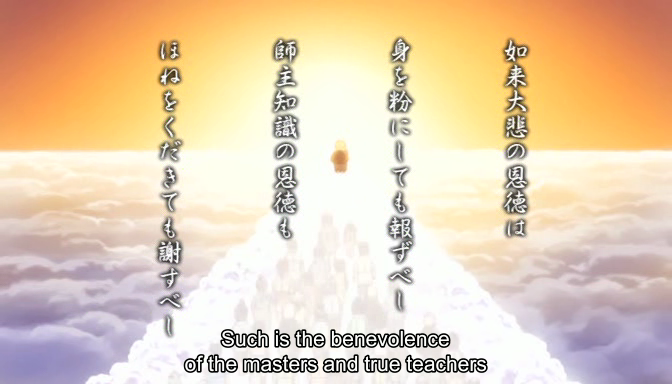 如来大悲の恩徳は
身を粉にしても報ずべし
師主知識の恩徳も
ほねをくだきても謝すべし
Such is the benevolence
of the masters and true teachers